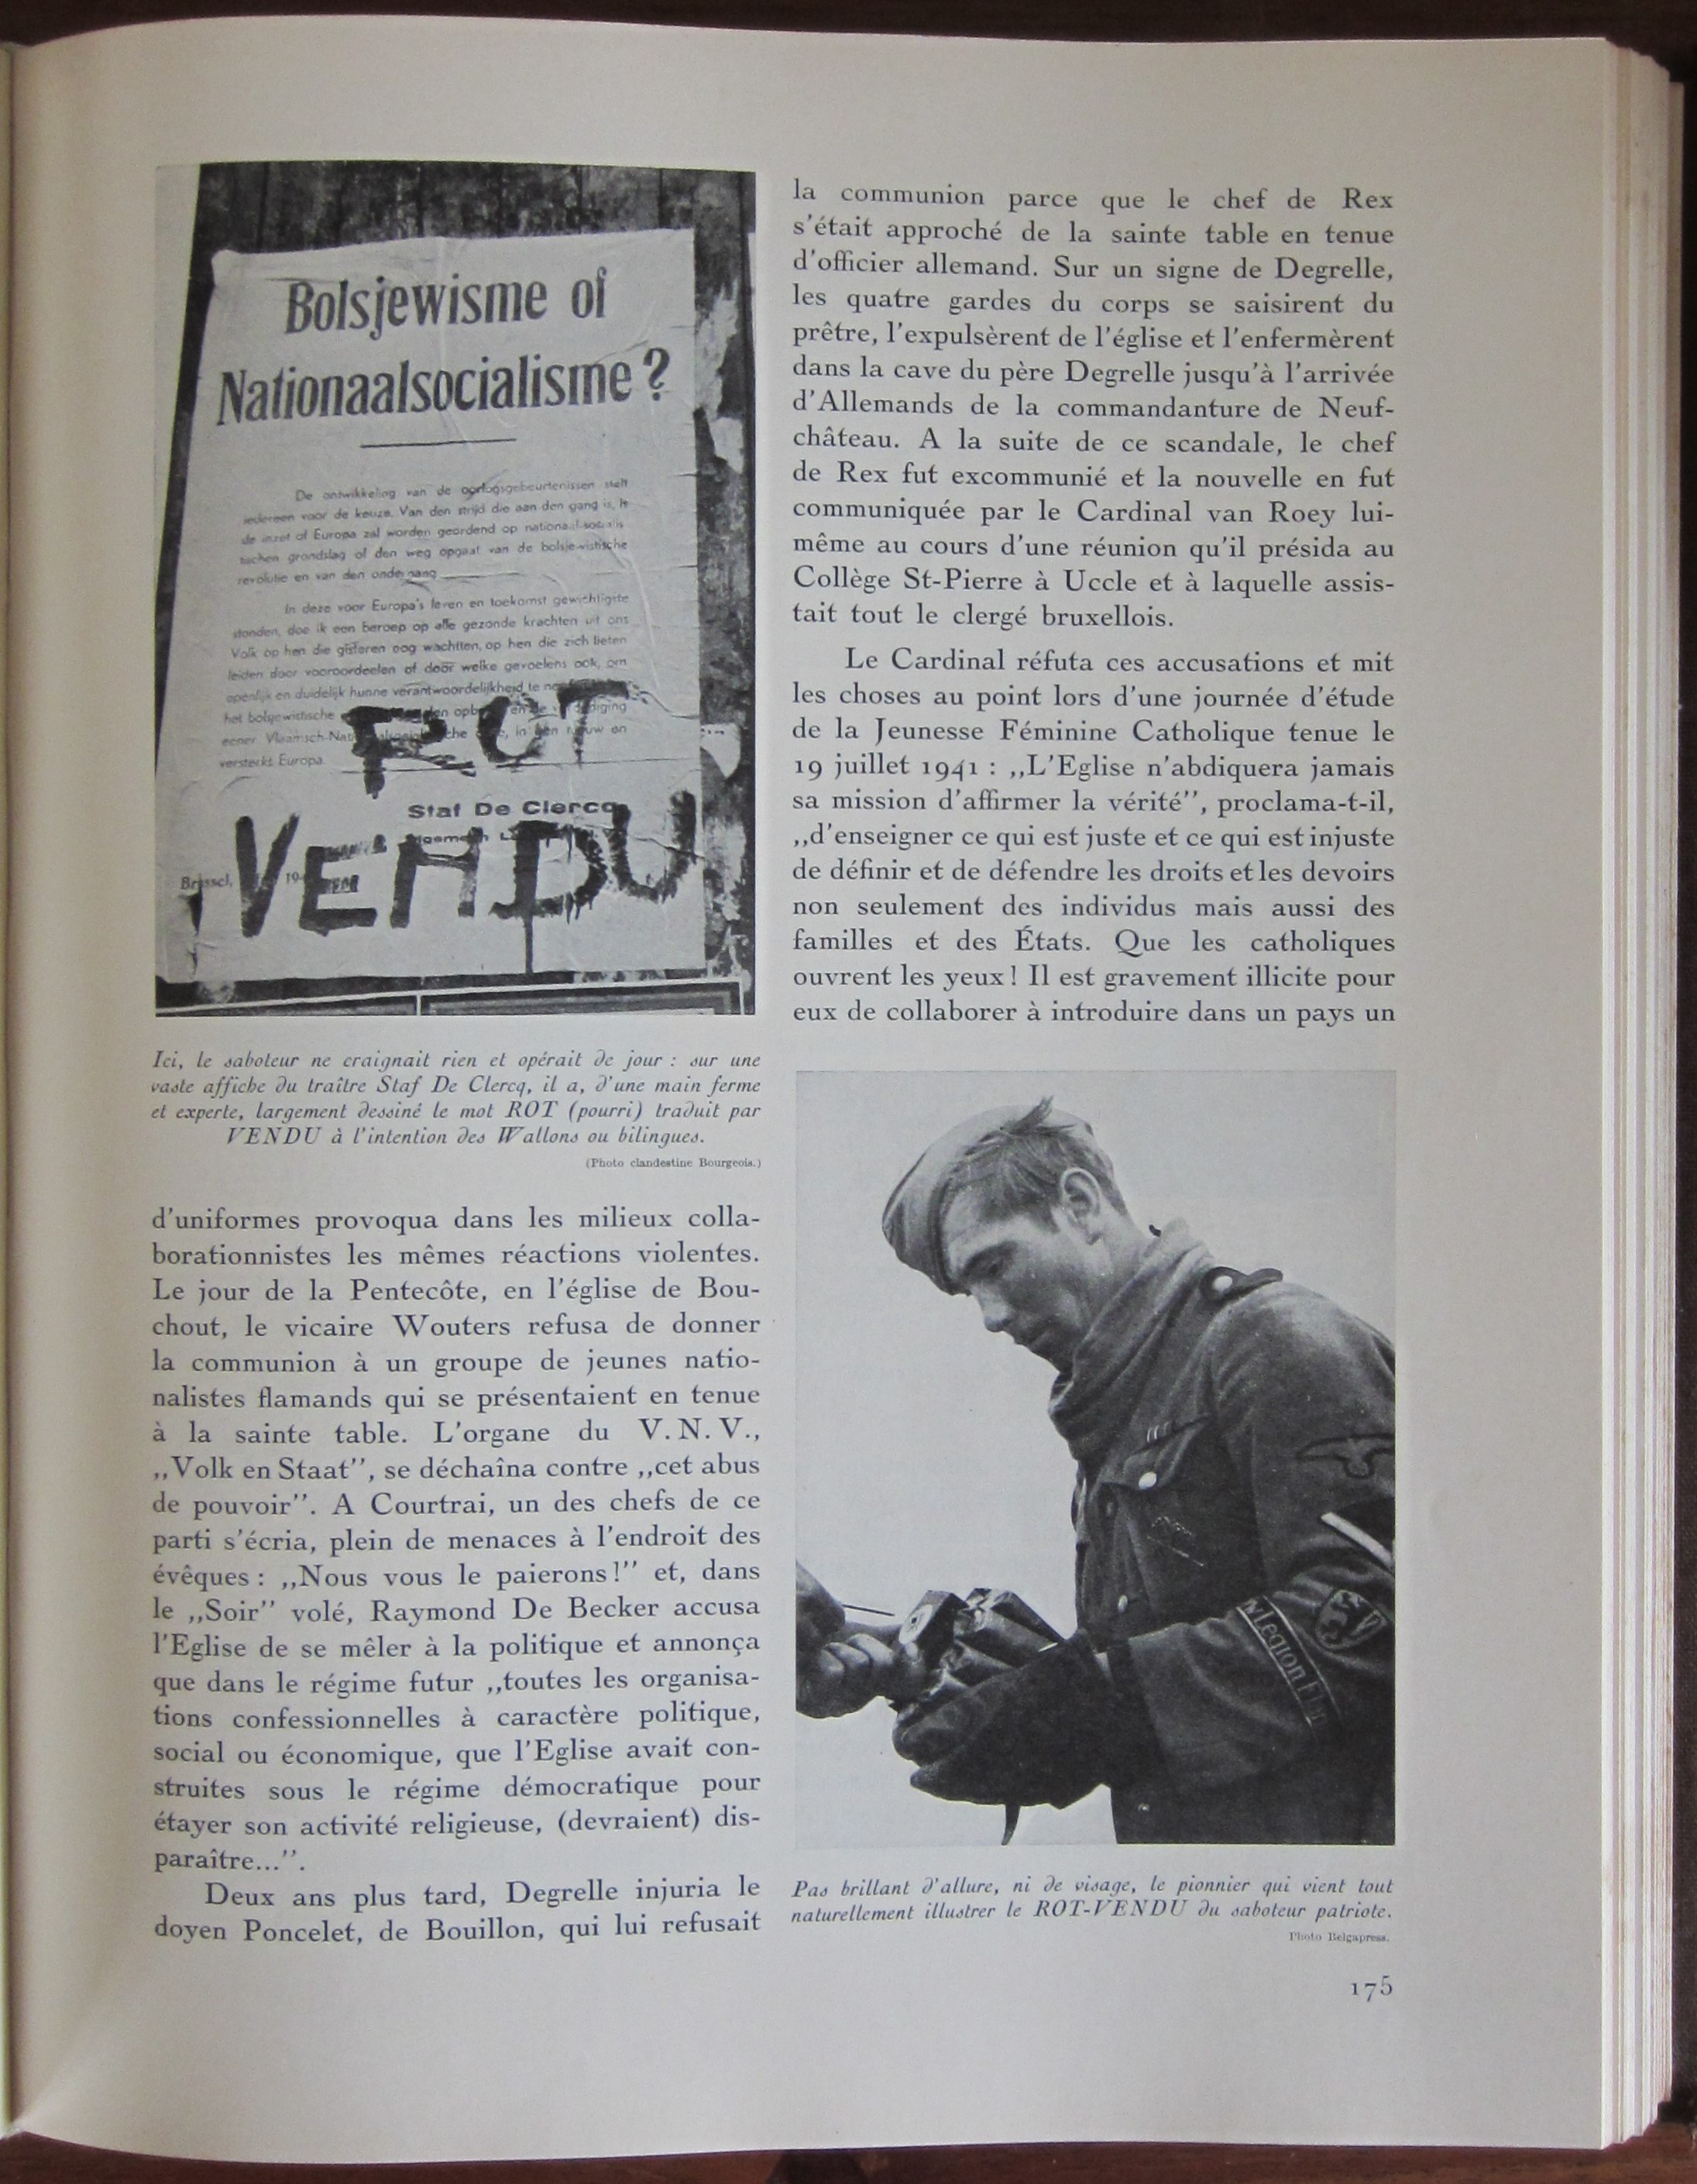 Bolsjewisme of
Nationaalsocialisme ?
De ontwikkeling van de oorlogsgebeurtenissen stelt
iedereen voor de keuze. Van den strijd die aan den gang is, is
de inzet of Europa zal worden geordend op nationaal-socialis
tischen grondslag of den weg opgaat van de bolsjewistische
revolutie en van den ondergang
In deze voor Europa's leven en toekomst gewichtigste
stonden, doe ik een beroep op alle gezonde krachten uit ons
Volk op hen die gisteren nog wachtten, op hen die zich lieten
leiden door vooroordeelen of door welke gevoelens ook, om
openlijk en duidelijk hunne verantwoordelijkheid te
het bolsjewistische
eener Vlaamsch-
versterkt Europa.
ROT
Staf De Clercq
Brussel, 19
VENDU
Ici, le saboteur ne craignait rien et opérait de jour : sur une
vaste affiche du traître Staf De Clercq, il a, d'une main ferme
et experte, largement dessiné le mot ROT (pourri) traduit par
VENDU à l'intention des Wallons ou bilingues.
(Photo clandestine Bourgeois.)
d'uniformes provoqua dans les milieux colla-
borationnistes les mêmes réactions violentes.
Le jour de la Pentecôte, en l'église de Bou-
chout, le vicaire Wouters refusa de donner
la communion à un groupe de jeunes natio-
nalistes flamands qui se présentaient en tenue
à la sainte table. L'organe du V. N. V.,
,,Volk en Staat'', se déchaîna contre ,,cet abus
de pouvoir''. A Courtrai, un des chefs de ce
parti s'écria, plein de menaces à l'endroit des
évêques : ,,Nous vous le paierons !'' et, dans
le ,,Soir'' volé, Raymond De Becker accusa
l'Eglise de se mêler à la politique et annonça
que dans le régime futur ,,toutes les organisa-
tions confessionnelles à caractère politique,
social ou économique, que l'Eglise avait con-
struites sous le régime démocratique pour
étayer son activité religieuse, (devraient) dis-
paraître...''.
Deux ans plus tard, Degrelle injuria le
doyen Poncelet, de Bouillon, qui lui refusait
la communion parce que le chef de Rex
s'était approché de la sainte table en tenue
d'officier allemand. Sur un signe de Degrelle,
les quatre gardes du corps se saisirent du
prêtre, l'expulsèrent de l'église et l'enfermèrent
dans la cave du père Degrelle jusqu'à l'arrivée
d'Allemands de la commandanture de Neuf-
château. A la suite de ce scandale, le chef
de Rex fut excommunié et la nouvelle en fut
communiquée par le Cardinal van Roey lui-
même au cours d'une réunion qu'il présida au
Collège St-Pierre à Uccle et à laquelle assis-
tait tout le clergé bruxellois.
Le Cardinal réfuta ces accusations et mit
les choses au point lors d'une journée d'étude
de la Jeunesse Féminine Catholique tenue le
19 juillet 1941 : ,,L'Eglise n'abdiquera jamais
sa mission d'affirmer la vérité'', proclama-t-il,
,,d'enseigner ce qui est juste et ce qui est injuste
de définir et de défendre les droits et les devoirs
non seulement des individus mais aussi des
familles et des États. Que les catholiques
ouvrent les yeux ! Il est gravement illicite pour
eux de collaborer à introduire dans un pays un
Legion
Pas brillant d'allure, ni de visage, le pionnier qui vient tout
naturellement illustrer le ROT-VENDU du saboteur patriote.
Photo Belgapress.
175